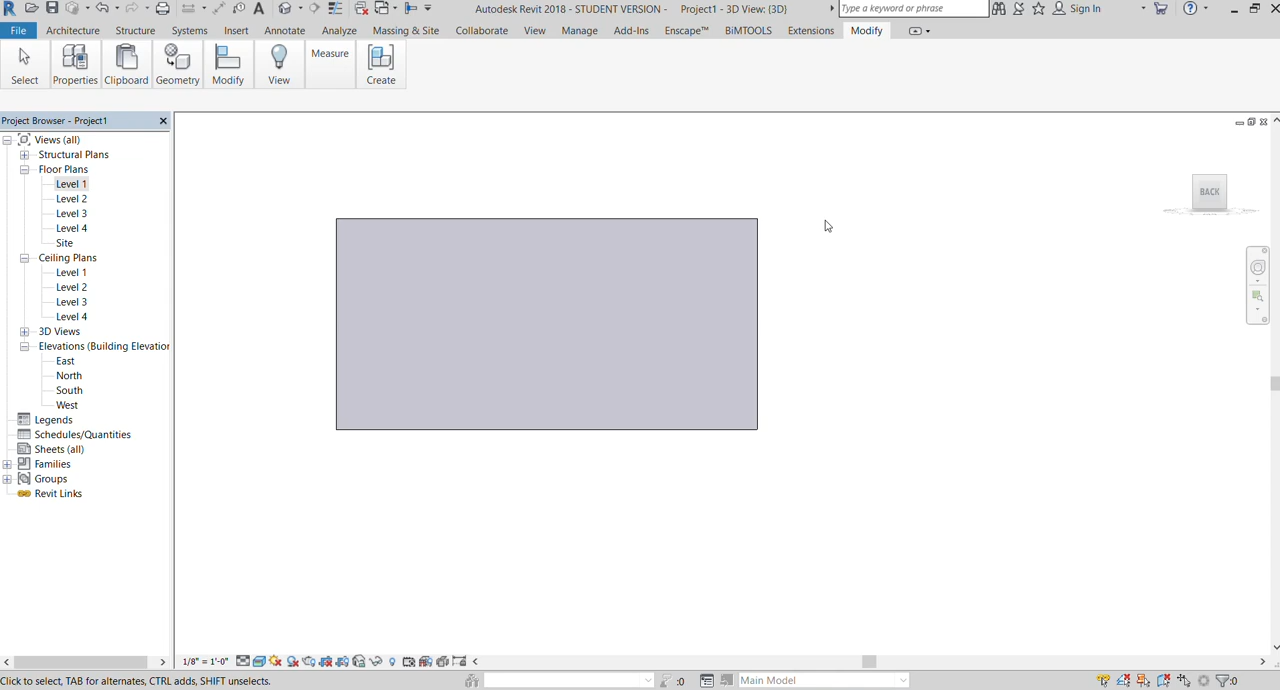 Autodesk Revit 2018 - STUDENT VERSION - Project1 - 3D View: {3D}
Type a keyword or phrase
Sign In
File Architecture Structure Systems Insert Annotate Analyze Massing & Site Collaborate View Manage Add-Ins Enscape™ BiMTOOLS Extensions Modify
Measure
Select Properties Clipboard Geometry Modify View Create
Project Browser - Project1
Views (all)
Structural Plans
Floor Plans
Level 1
Level 2
Level 3
Level 4
Site
Ceiling Plans
Level 1
Level 2
Level 3
Level 4
3D Views
Elevations (Building Elevation
East
North
South
West
Legends
Schedules/Quantities
Sheets (all)
Families
Groups
Revit Links
BACK
1/8" = 1'-0"
Click to select, TAB for alternates, CTRL adds, SHIFT unselects.
:0
Main Model
:0